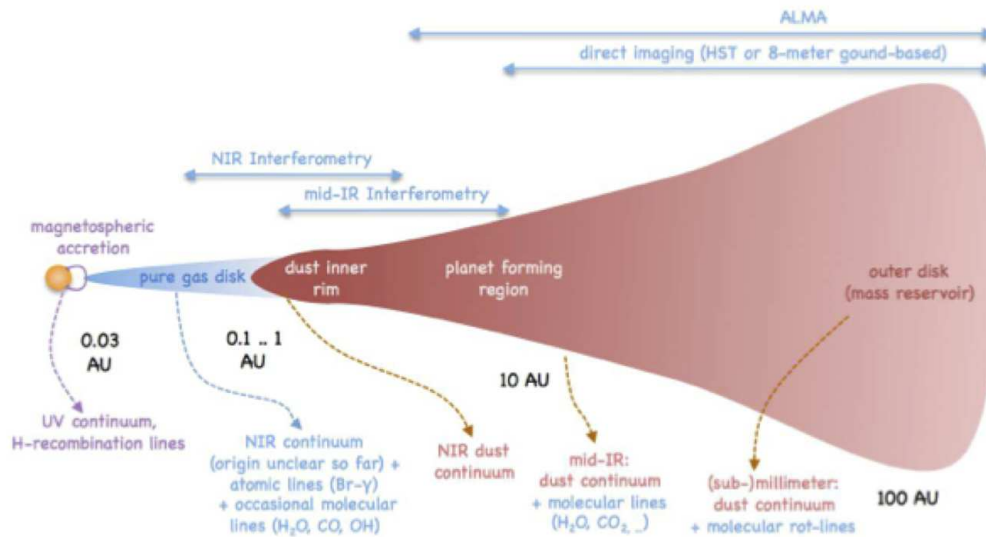 ALMA
direct imaging (HST or 8-meter gound-based)
NIR Interferometry
mid-IR Interferometry
magnetospheric
accretion
pure gas disk
dust inner
rim
planet forming
region
outer disk
(mass reservoir)
0.03
AU
0.1 .. 1
AU
10 AU
100 AU
UV continuum,
H-recombination lines
NIR continuum
(origin unclear so far) +
atomic lines (Br-γ)
+ occasional molecular
lines (H₂O, CO, OH)
NIR dust
continuum
mid-IR:
dust continuum
+ molecular lines
(H₂O, CO₂, ..)
(sub-)millimeter:
dust continuum
+ molecular rot-lines